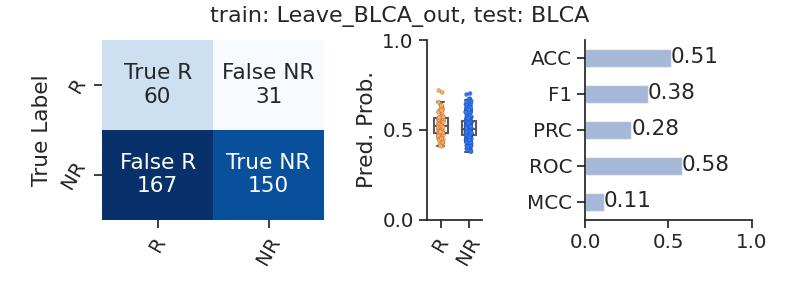 train: Leave_BLCA_out, test: BLCA
True Label
R
NR
True R
60
False NR
31
False R
167
True NR
150
R
NR
Pred. Prob.
1.0
0.5
0.0
R
NR
ACC
F1
PRC
ROC
MCC
0.51
0.38
0.28
0.58
0.11
0.0
0.5
1.0